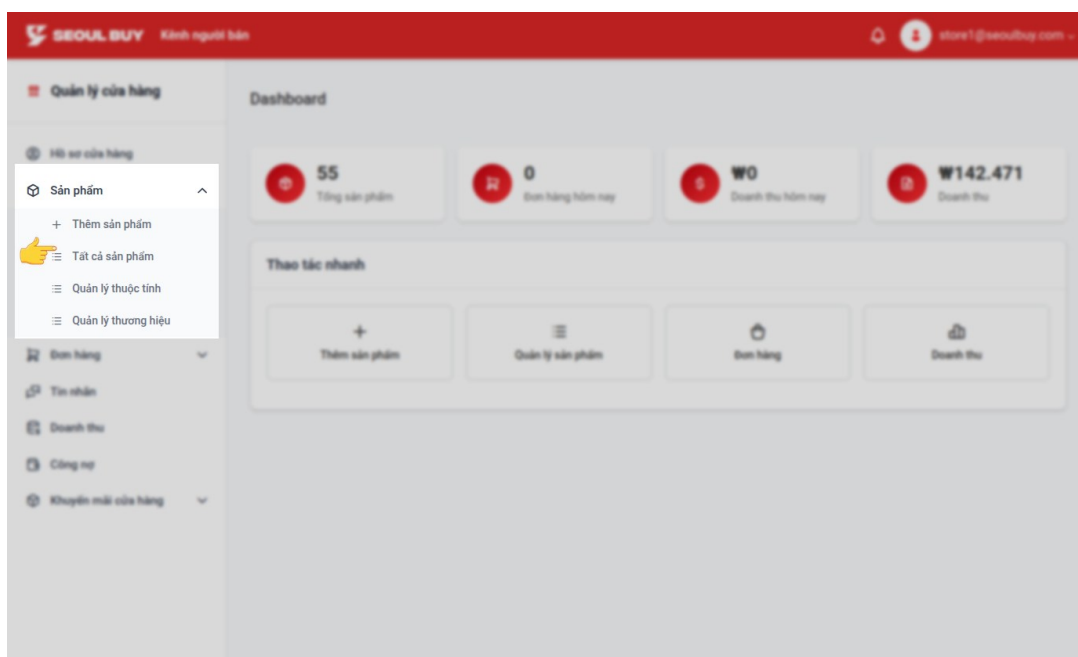 SEOUL BUY Kênh người bán
store1@seoulbuy.com
Quản lý cửa hàng
Dashboard
Hồ sơ cửa hàng
Sản phẩm
Thêm sản phẩm
Tất cả sản phẩm
Quản lý thuộc tính
Quản lý thương hiệu
Đơn hàng
Tin nhắn
Doanh thu
Công nợ
Khuyến mãi cửa hàng
55
Tổng sản phẩm
0
Đơn hàng hôm nay
₩0
Doanh thu hôm nay
₩142.471
Doanh thu
Thao tác nhanh
Thêm sản phẩm
Quản lý sản phẩm
Đơn hàng
Doanh thu